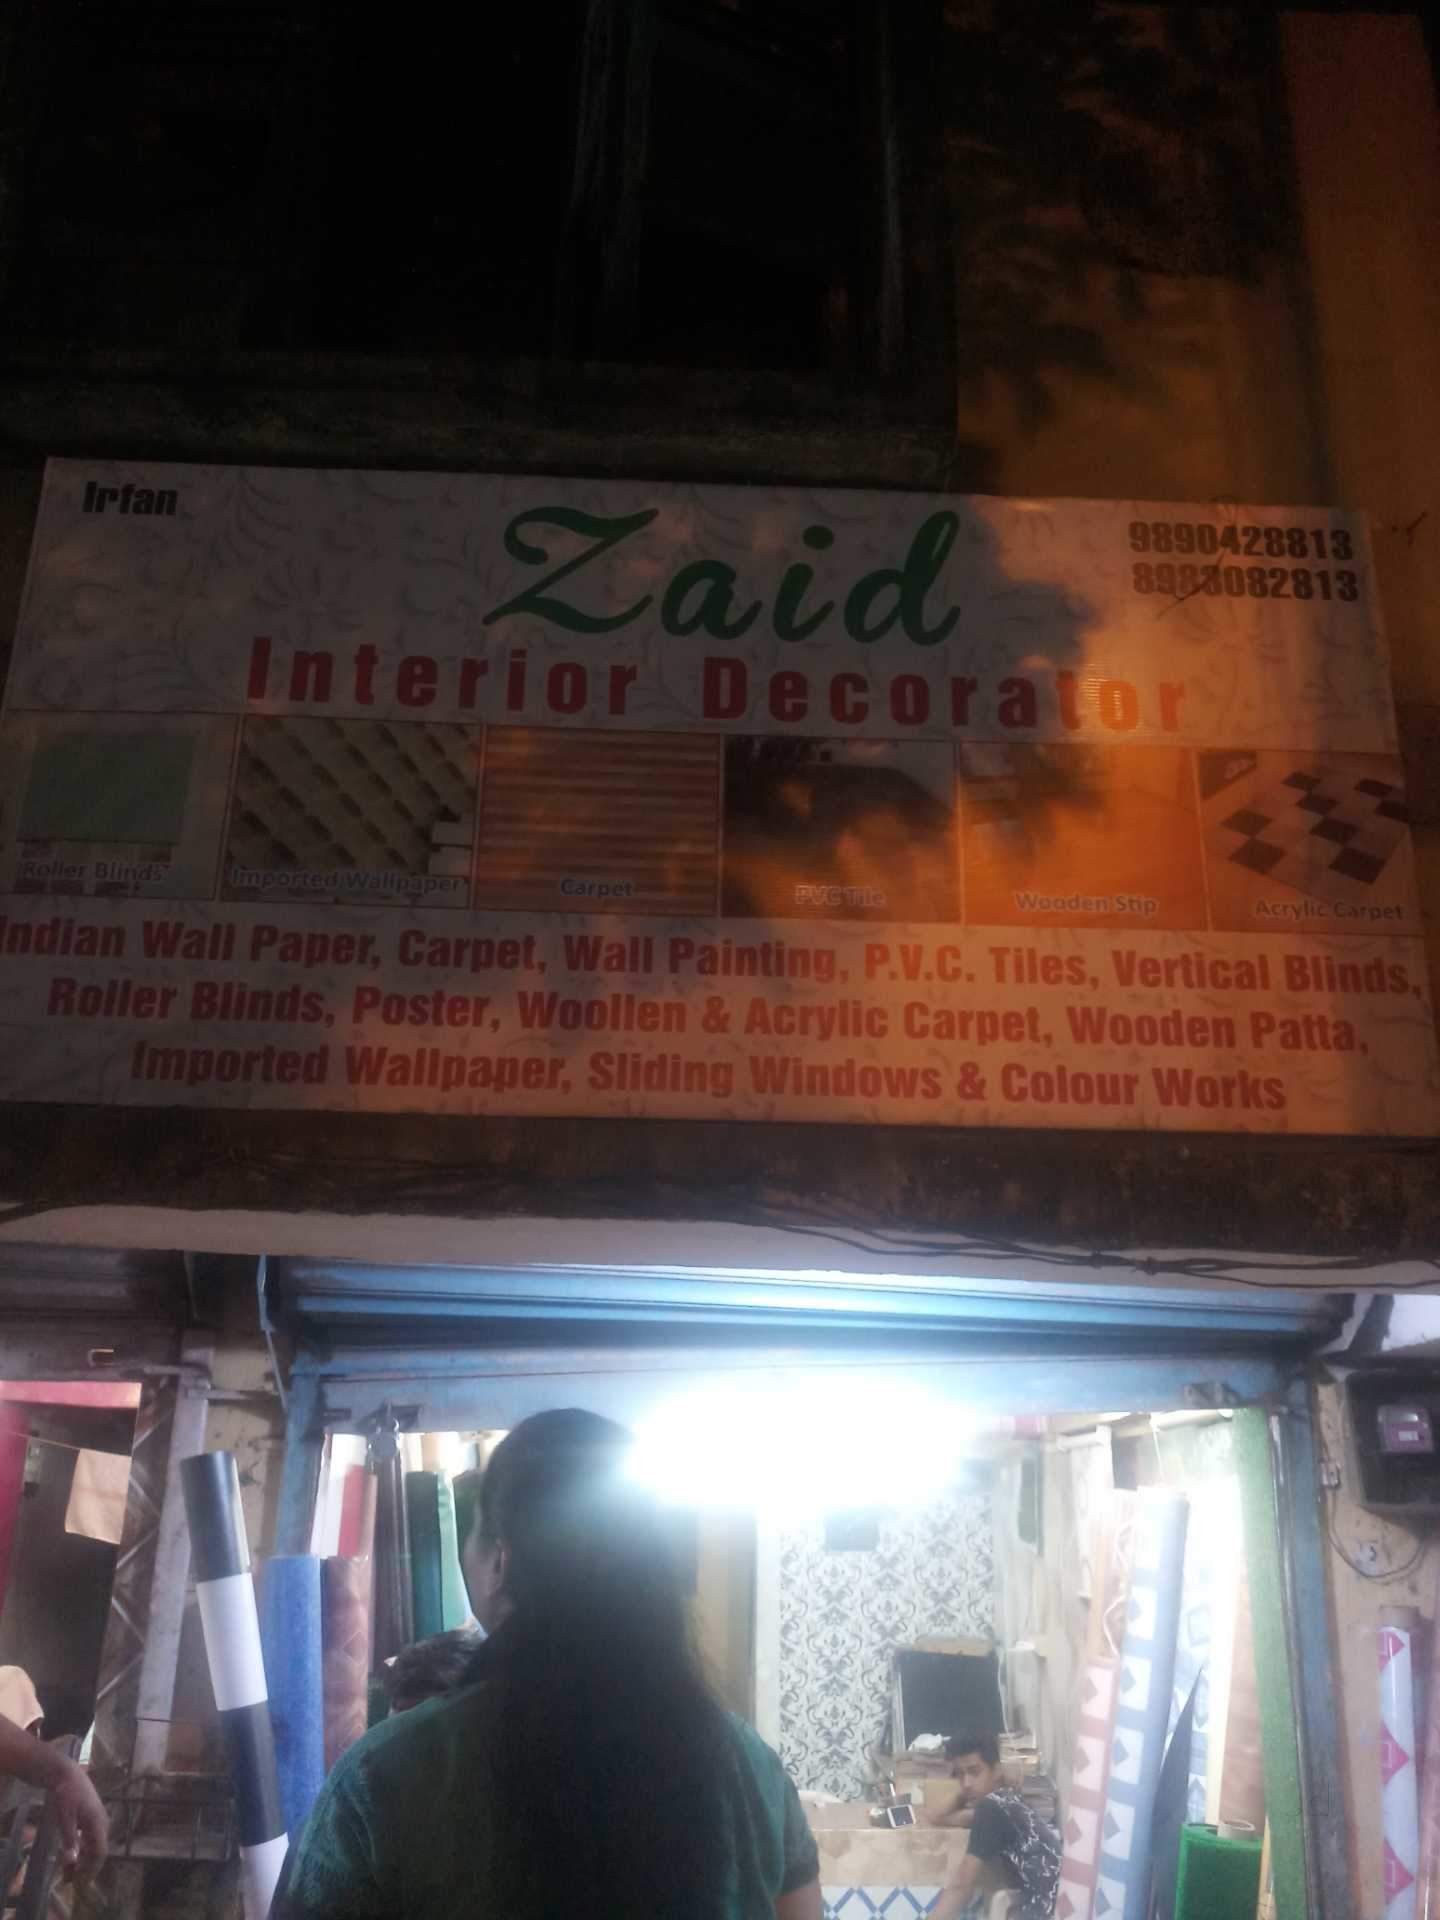 Irfan
Zaid
9890428813
8983082813
Interior Decorator
Roller Blinds
Imported Wallpaper
Carpet
PVC Tile
Wooden Stip
Acrylic Carpet
Indian Wall Paper, Carpet, Wall Painting, P.V.C. Tiles, Vertical Blinds,
Roller Blinds, Poster, Woollen & Acrylic Carpet, Wooden Patta,
Imported Wallpaper, Sliding Windows & Colour Works